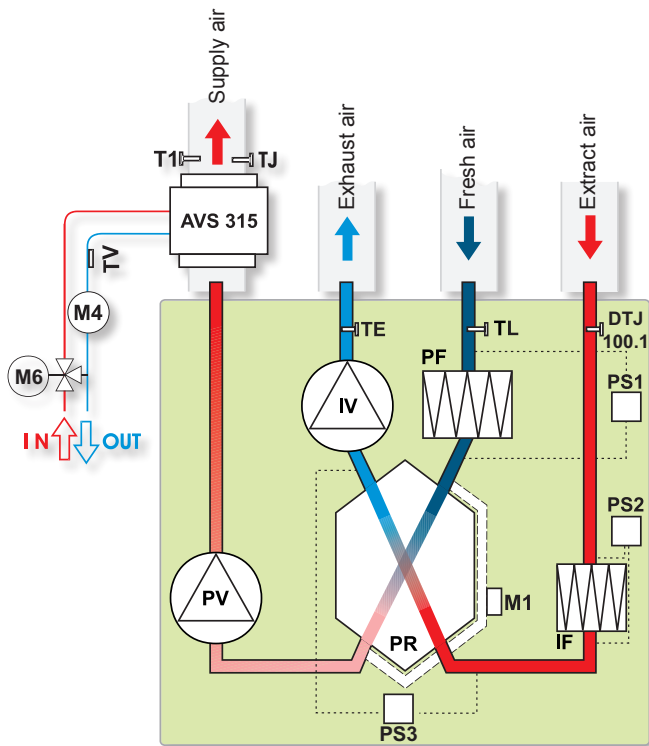 Supply air
Exhaust air
Fresh air
Extract air
T1
TJ
AVS 315
TV
M4
M6
IN
OUT
TE
TL
DTJ
100.1
PF
PS1
IV
PS2
PV
M1
PR
IF
PS3